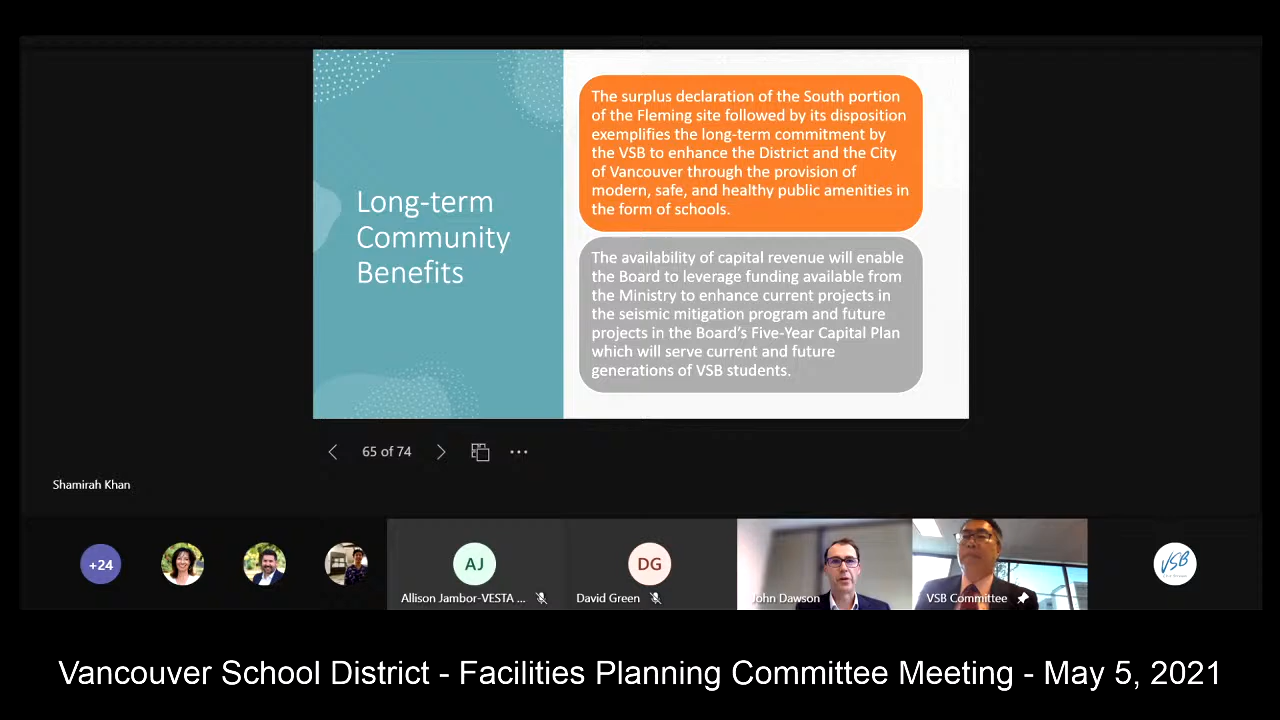 Long-term
Community
Benefits
The surplus declaration of the South portion
of the Fleming site followed by its disposition
exemplifies the long-term commitment by
the VSB to enhance the District and the City
of Vancouver through the provision of
modern, safe, and healthy public amenities in
the form of schools.
The availability of capital revenue will enable
the Board to leverage funding available from
the Ministry to enhance current projects in
the seismic mitigation program and future
projects in the Board's Five-Year Capital Plan
which will serve current and future
generations of VSB students.
65 of 74
Shamirah Khan
+24
AJ
Allison Jambor-VESTA ...
DG
David Green
John Dawson
VSB Committee
VSB
Vancouver School District - Facilities Planning Committee Meeting - May 5, 2021